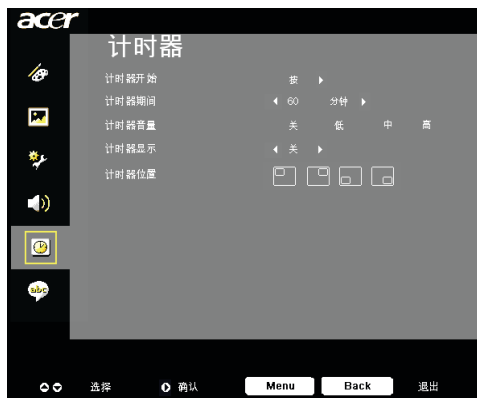 acer
计时器
计时器开始 按
计时器期间 60 分钟
计时器音量 关 低 中 高
计时器显示 关
计时器位置
abc
选择 确认 Menu Back 退出